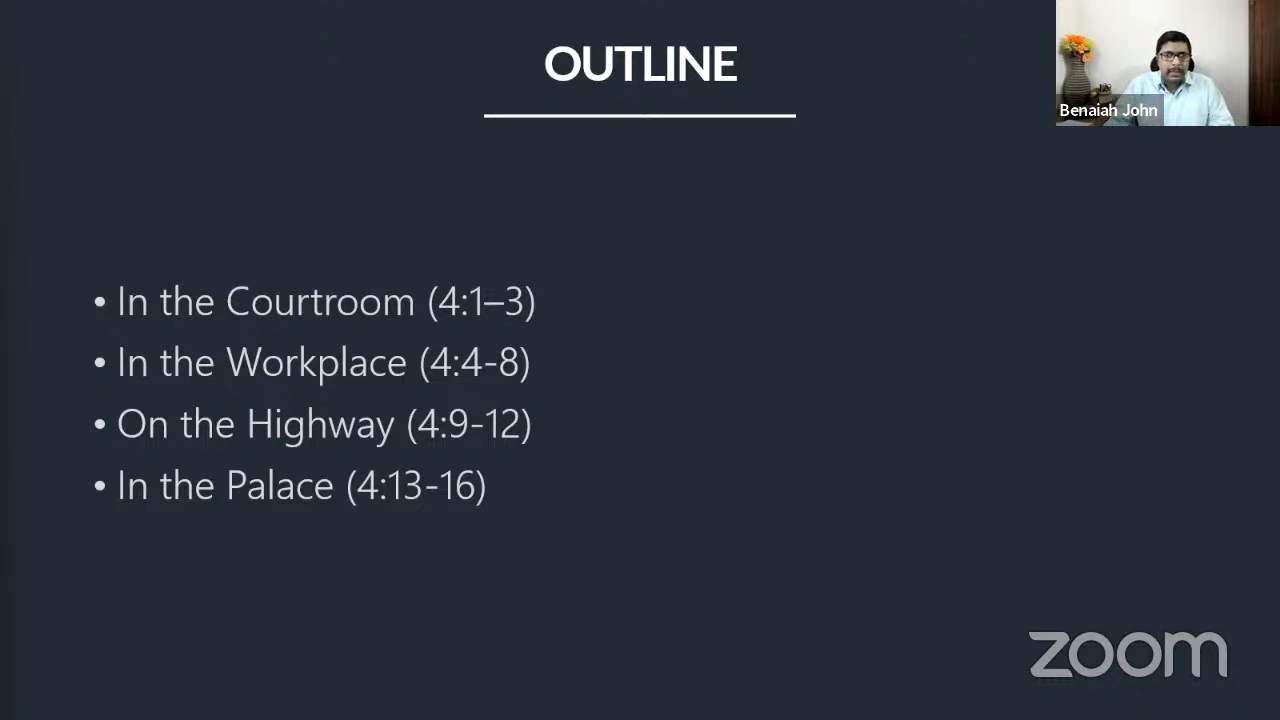 OUTLINE
Benaiah John
• In the Courtroom (4:1–3)
• In the Workplace (4:4-8)
• On the Highway (4:9-12)
• In the Palace (4:13-16)
zoom